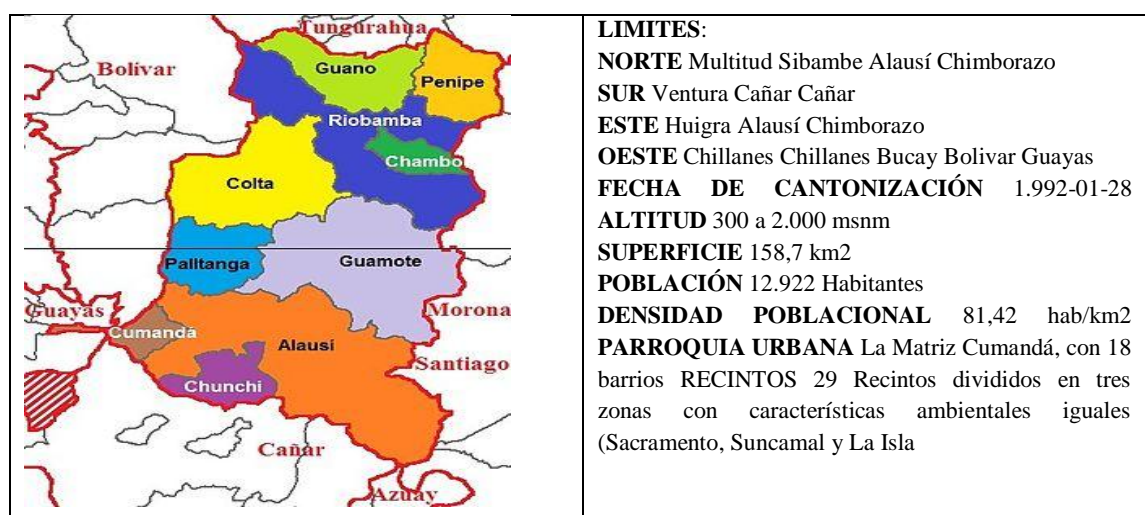 Tungurahua
Bolívar
Guano
Penipe
Riobamba
Chambo
Colta
Palltanga
Guamote
Guayas
Morona
Cumandá
Alausí
Santiago
Chunchi
Cañar
Azuay
LIMITES:
NORTE Multitud Sibambe Alausí Chimborazo
SUR Ventura Cañar Cañar
ESTE Huigra Alausí Chimborazo
OESTE Chillanes Chillanes Bucay Bolivar Guayas
FECHA DE CANTONIZACIÓN 1.992-01-28
ALTITUD 300 a 2.000 msnm
SUPERFICIE 158,7 km2
POBLACIÓN 12.922 Habitantes
DENSIDAD POBLACIONAL 81,42 hab/km2
PARROQUIA URBANA La Matriz Cumandá, con 18
barrios RECINTOS 29 Recintos divididos en tres
zonas con características ambientales iguales
(Sacramento, Suncamal y La Isla